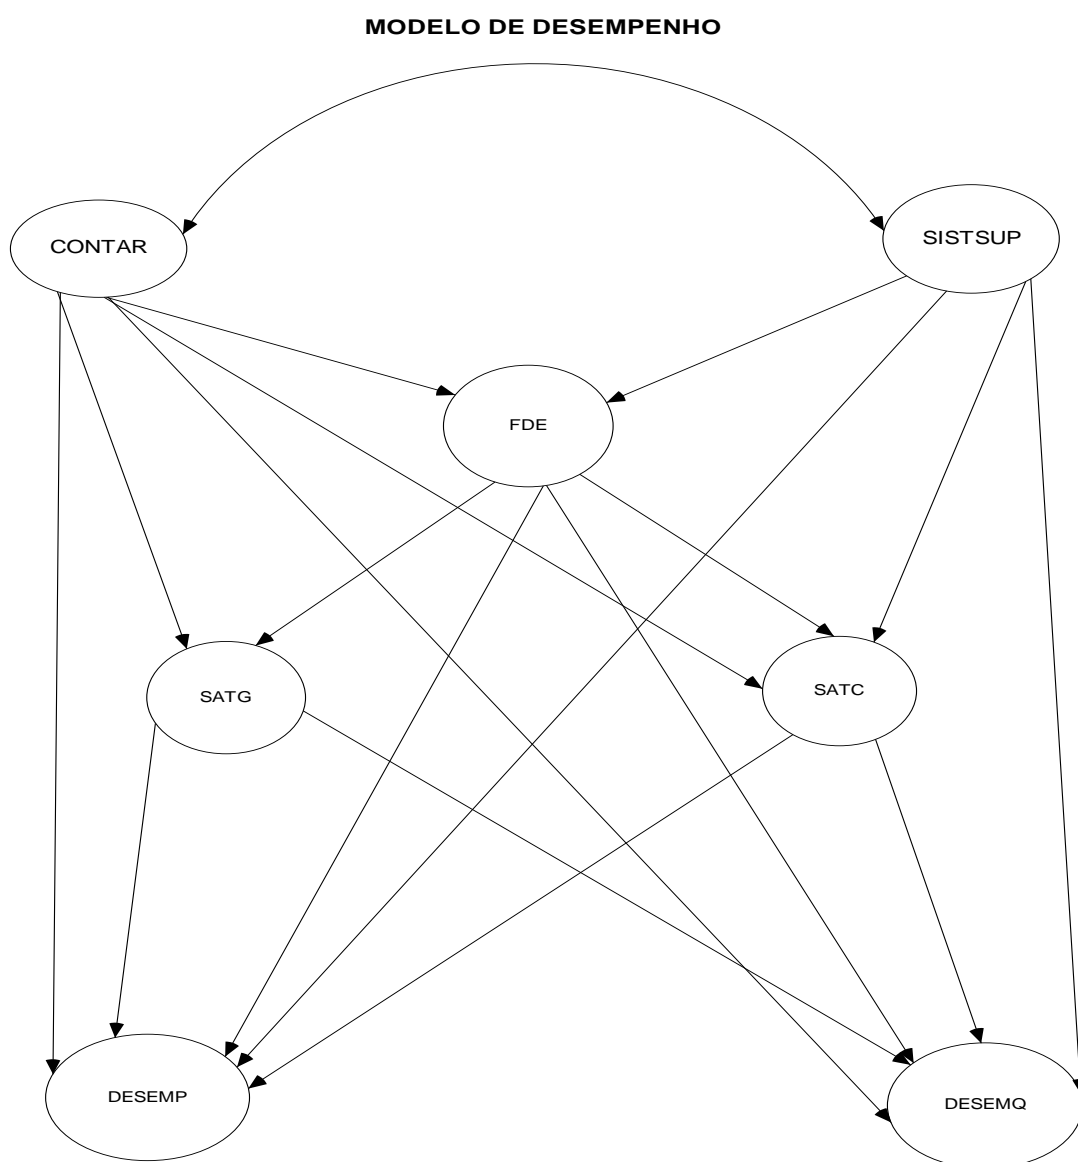 MODELO DE DESEMPENHO
CONTAR
SISTSUP
FDE
SATG
SATC
DESEMP
DESEMQ